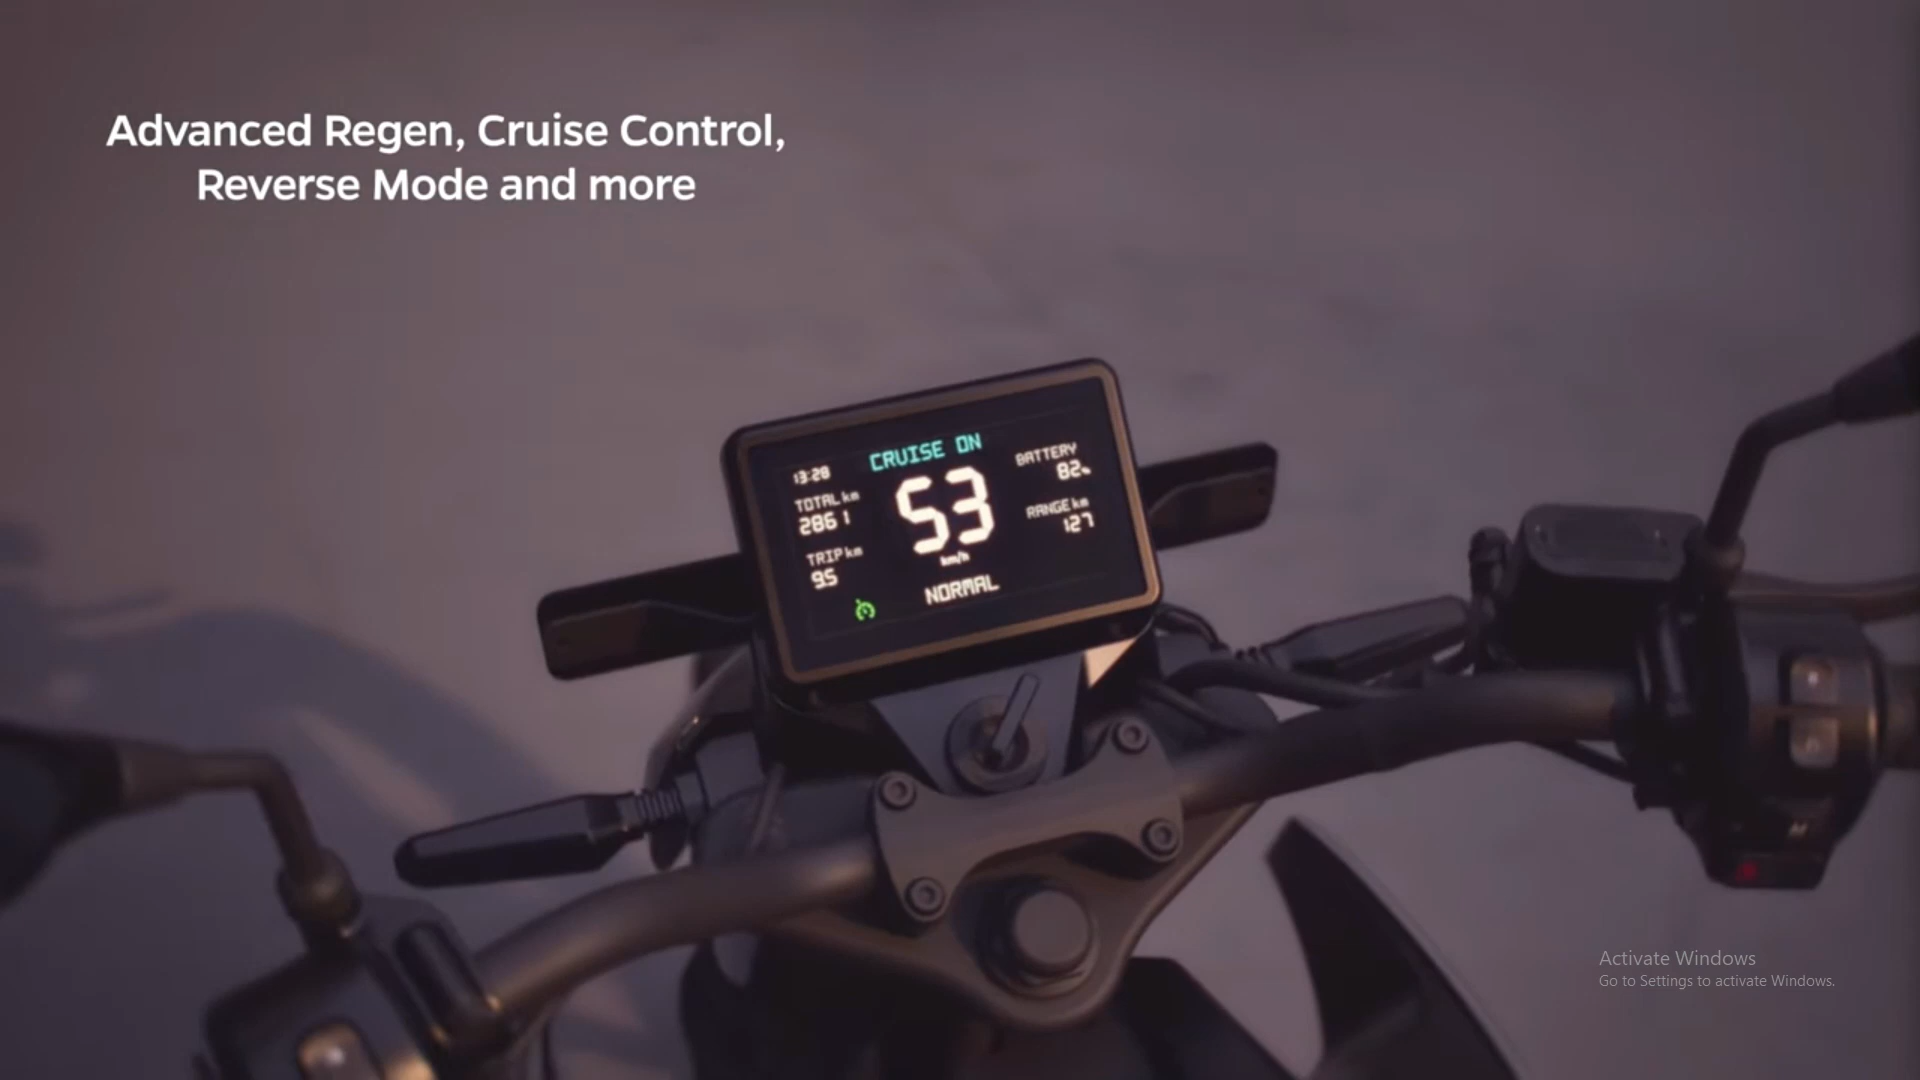 Advanced Regen, Cruise Control,
Reverse Mode and more
CRUISE ON
13:28
TOTAL km
2861
TRIP km
95
53
km/h
NORMAL
BATTERY
82%
RANGE km
127
Activate Windows
Go to Settings to activate Windows.